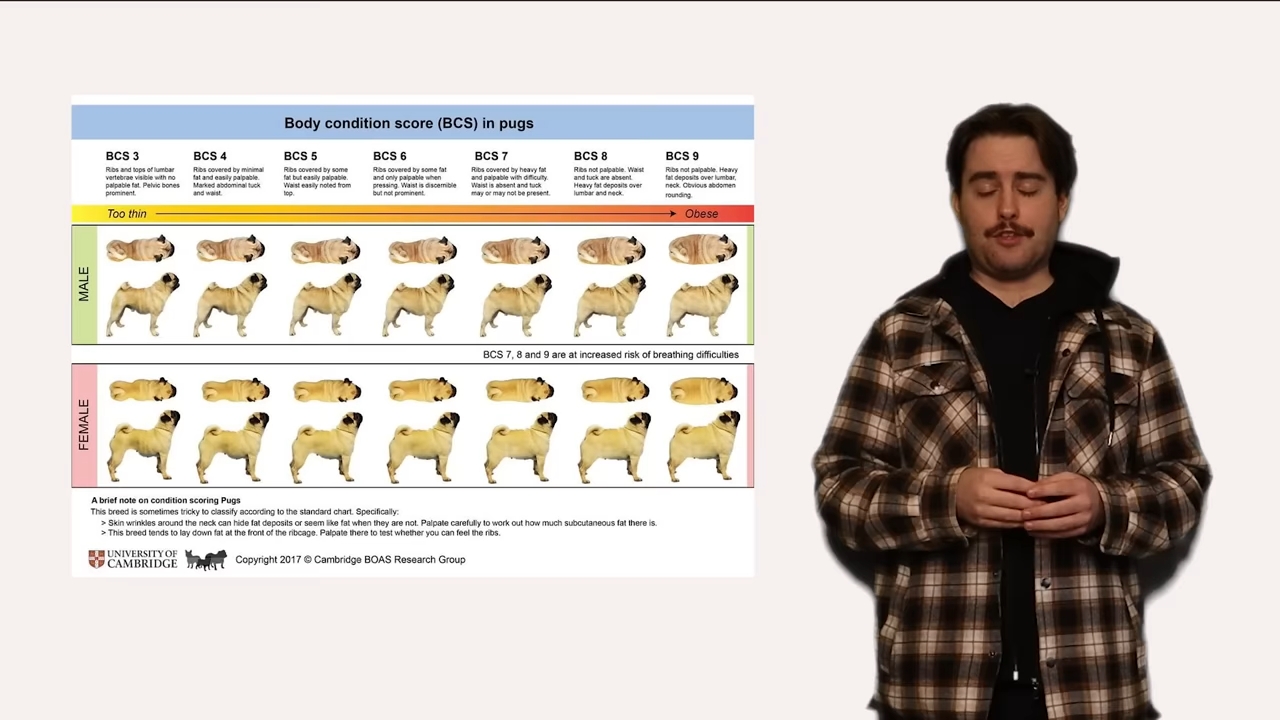 Body condition score (BCS) in pugs
BCS 3
Ribs and tops of lumbar
vertebrae visible with no
palpable fat. Pelvic bones
prominent.
BCS 4
Ribs covered by minimal
fat and easily palpable.
Marked abdominal tuck
and waist.
BCS 5
Ribs covered by some
fat but easily palpable.
Waist easily noted from
top.
BCS 6
Ribs covered by some fat
and only palpable when
pressing. Waist is discernible
but not prominent.
BCS 7
Ribs covered by heavy fat
and palpable with difficulty.
Waist is absent and tuck
may or may not be present.
BCS 8
Ribs not palpable. Waist
and tuck are absent.
Heavy fat deposits over
lumbar and neck.
BCS 9
Ribs not palpable. Heavy
fat deposits over lumbar,
neck. Obvious abdomen
rounding.
Too thin
Obese
MALE
BCS 7, 8 and 9 are at increased risk of breathing difficulties
FEMALE
A brief note on condition scoring Pugs
This breed is sometimes tricky to classify according to the standard chart. Specifically:
> Skin wrinkles around the neck can hide fat deposits or seem like fat when they are not. Palpate carefully to work out how much subcutaneous fat there is.
> This breed tends to lay down fat at the front of the ribcage. Palpate there to test whether you can feel the ribs.
UNIVERSITY OF
CAMBRIDGE
Copyright 2017 © Cambridge BOAS Research Group